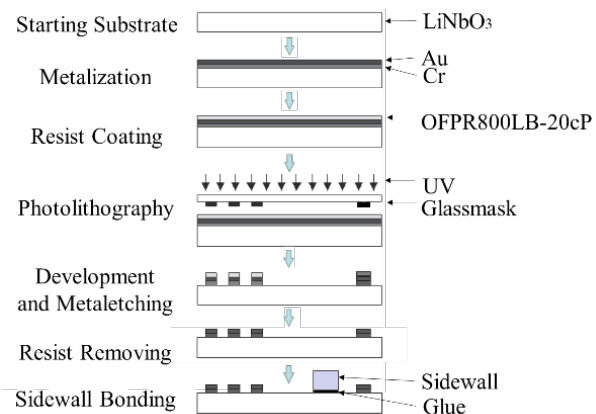 Starting Substrate
LiNbO₃
Metalization
Au
Cr
Resist Coating
OFPR800LB-20cP
Photolithography
UV
Glassmask
Development
and Metaletching
Resist Removing
Sidewall Bonding
Sidewall
Glue